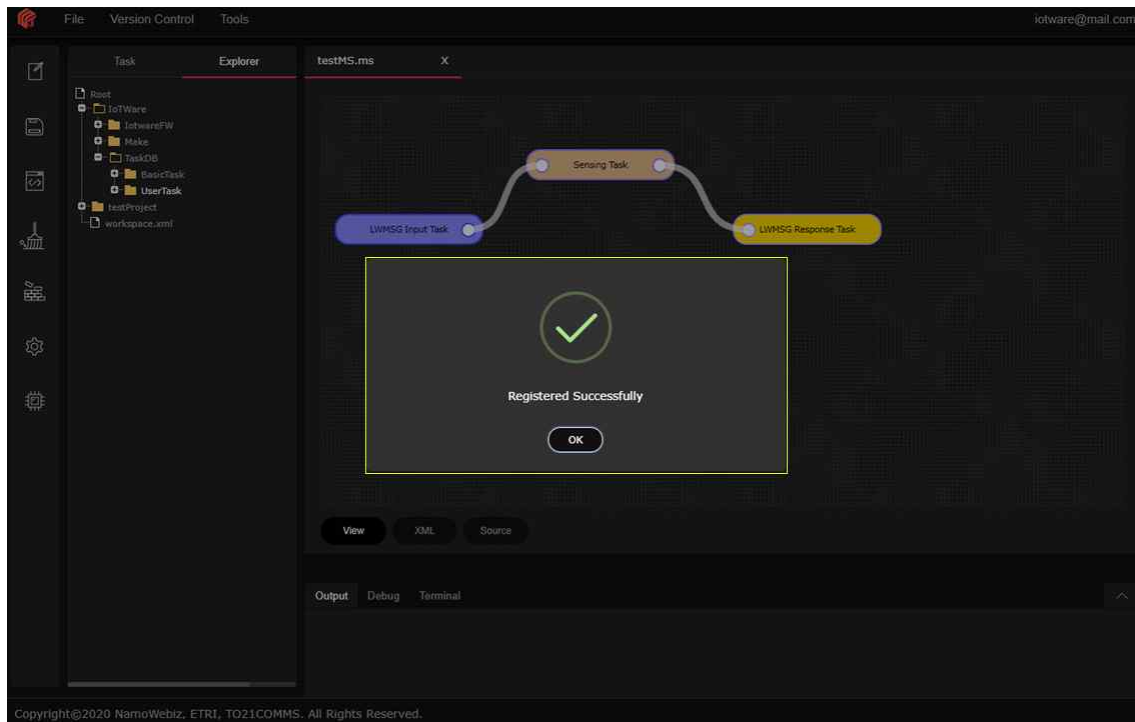 File Version Control Tools iotware@mail.com
Task Explorer testMS.ms X
Root
IoTWare
IotwareFW
Make
TaskDB
BasicTask
UserTask
testProject
workspace.xml
Sensing Task
LWMSG Input Task LWMSG Response Task
Registered Successfully
OK
View XML Source
Output Debug Terminal
Copyright©2020 NamoWebiz, ETRI, TO21COMMS. All Rights Reserved.